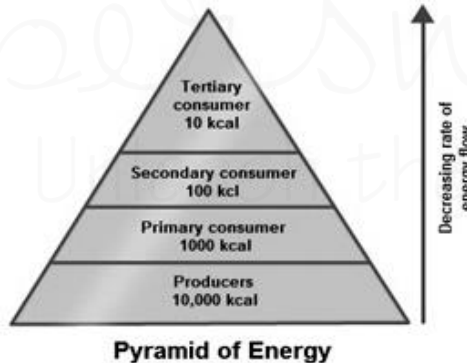 Tertiary
consumer
10 kcal
Secondary consumer
100 kcl
Primary consumer
1000 kcal
Producers
10,000 kcal
Decreasing rate of
energy flow
Pyramid of Energy